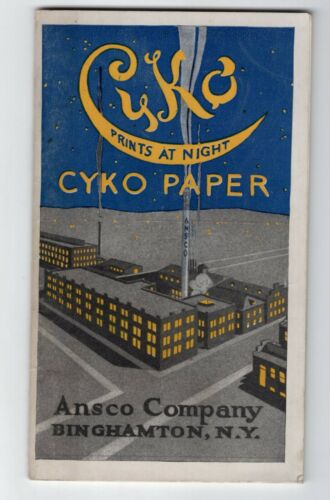 CyKo
PRINTS AT NIGHT
CYKO PAPER
ANSCO
Ansco Company
BINGHAMTON, N.Y.